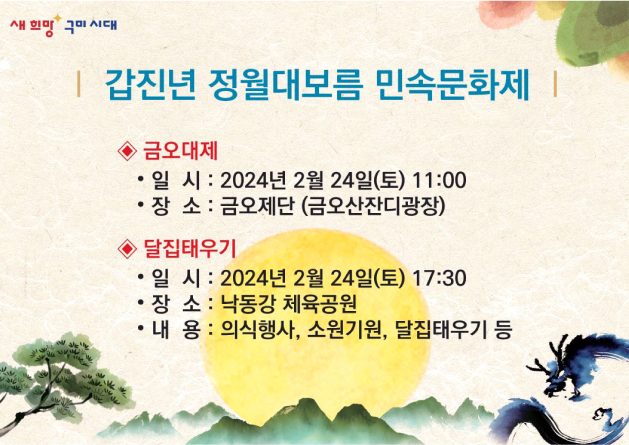 새 희망 구미 시대
갑진년 정월대보름 민속문화제
◈ 금오대제
• 일 시 : 2024년 2월 24일(토) 11:00
• 장 소 : 금오제단 (금오산잔디광장)
◈ 달집태우기
• 일 시 : 2024년 2월 24일(토) 17:30
• 장 소 : 낙동강 체육공원
• 내 용 : 의식행사, 소원기원, 달집태우기 등